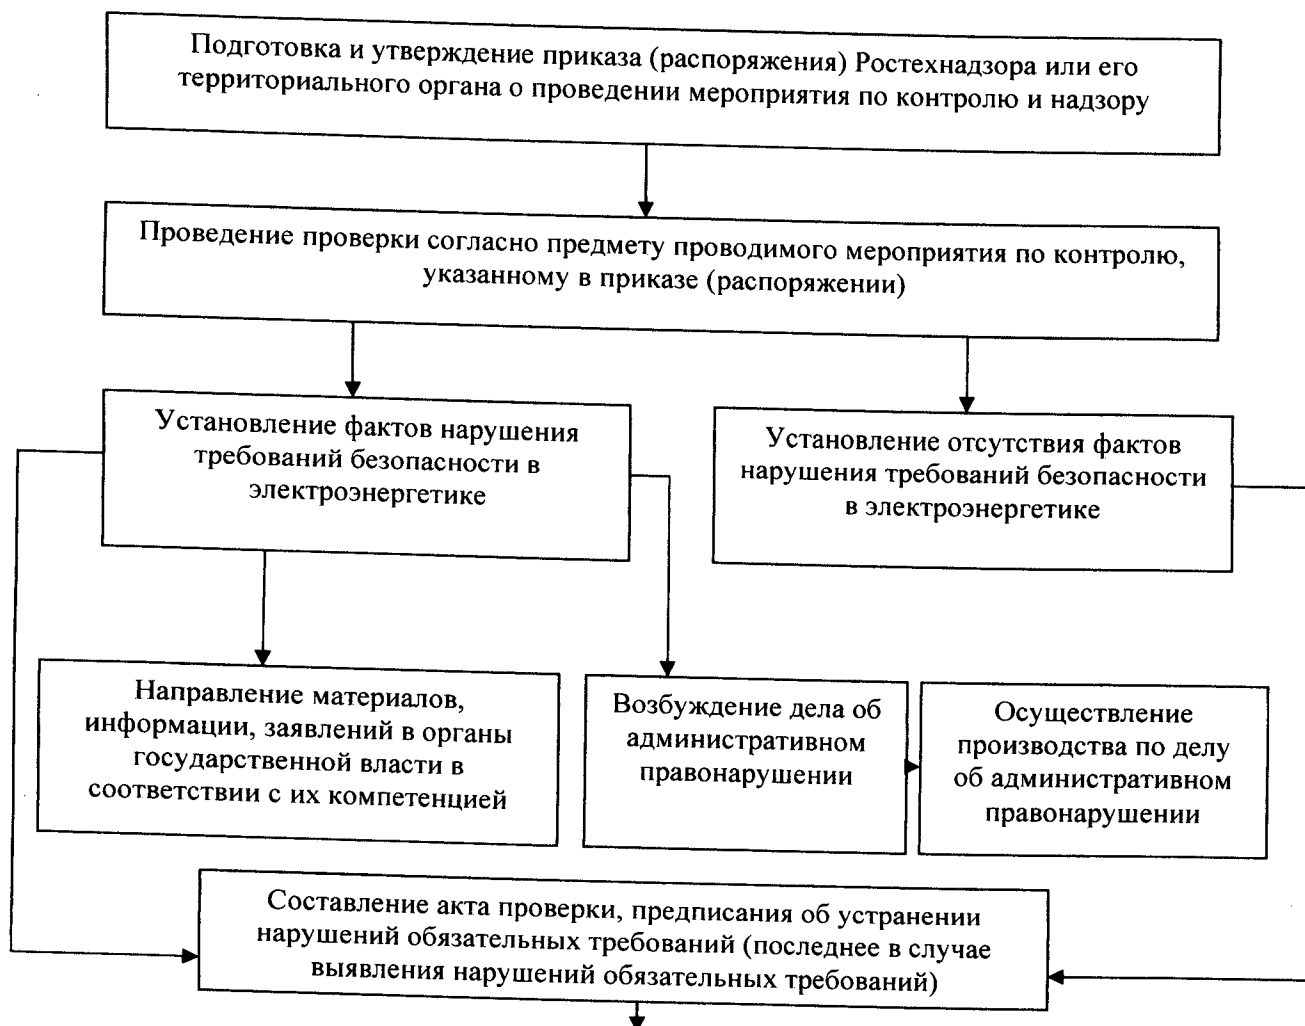 Подготовка и утверждение приказа (распоряжения) Ростехнадзора или его
территориального органа о проведении мероприятия по контролю и надзору
Проведение проверки согласно предмету проводимого мероприятия по контролю,
указанному в приказе (распоряжении)
Установление фактов нарушения
требований безопасности в
электроэнергетике
Установление отсутствия фактов
нарушения требований безопасности
в электроэнергетике
Направление материалов,
информации, заявлений в органы
государственной власти в
соответствии с их компетенцией
Возбуждение дела об
административном
правонарушении
Осуществление
производства по делу
об административном
правонарушении
Составление акта проверки, предписания об устранении
нарушений обязательных требований (последнее в случае
выявления нарушений обязательных требований)